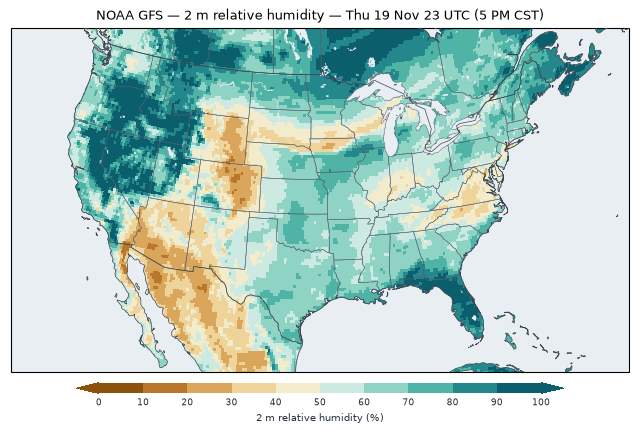 NOAA GFS — 2 m relative humidity — Thu 19 Nov 23 UTC (5 PM CST)
0 10 20 30 40 50 60 70 80 90 100
2 m relative humidity (%)